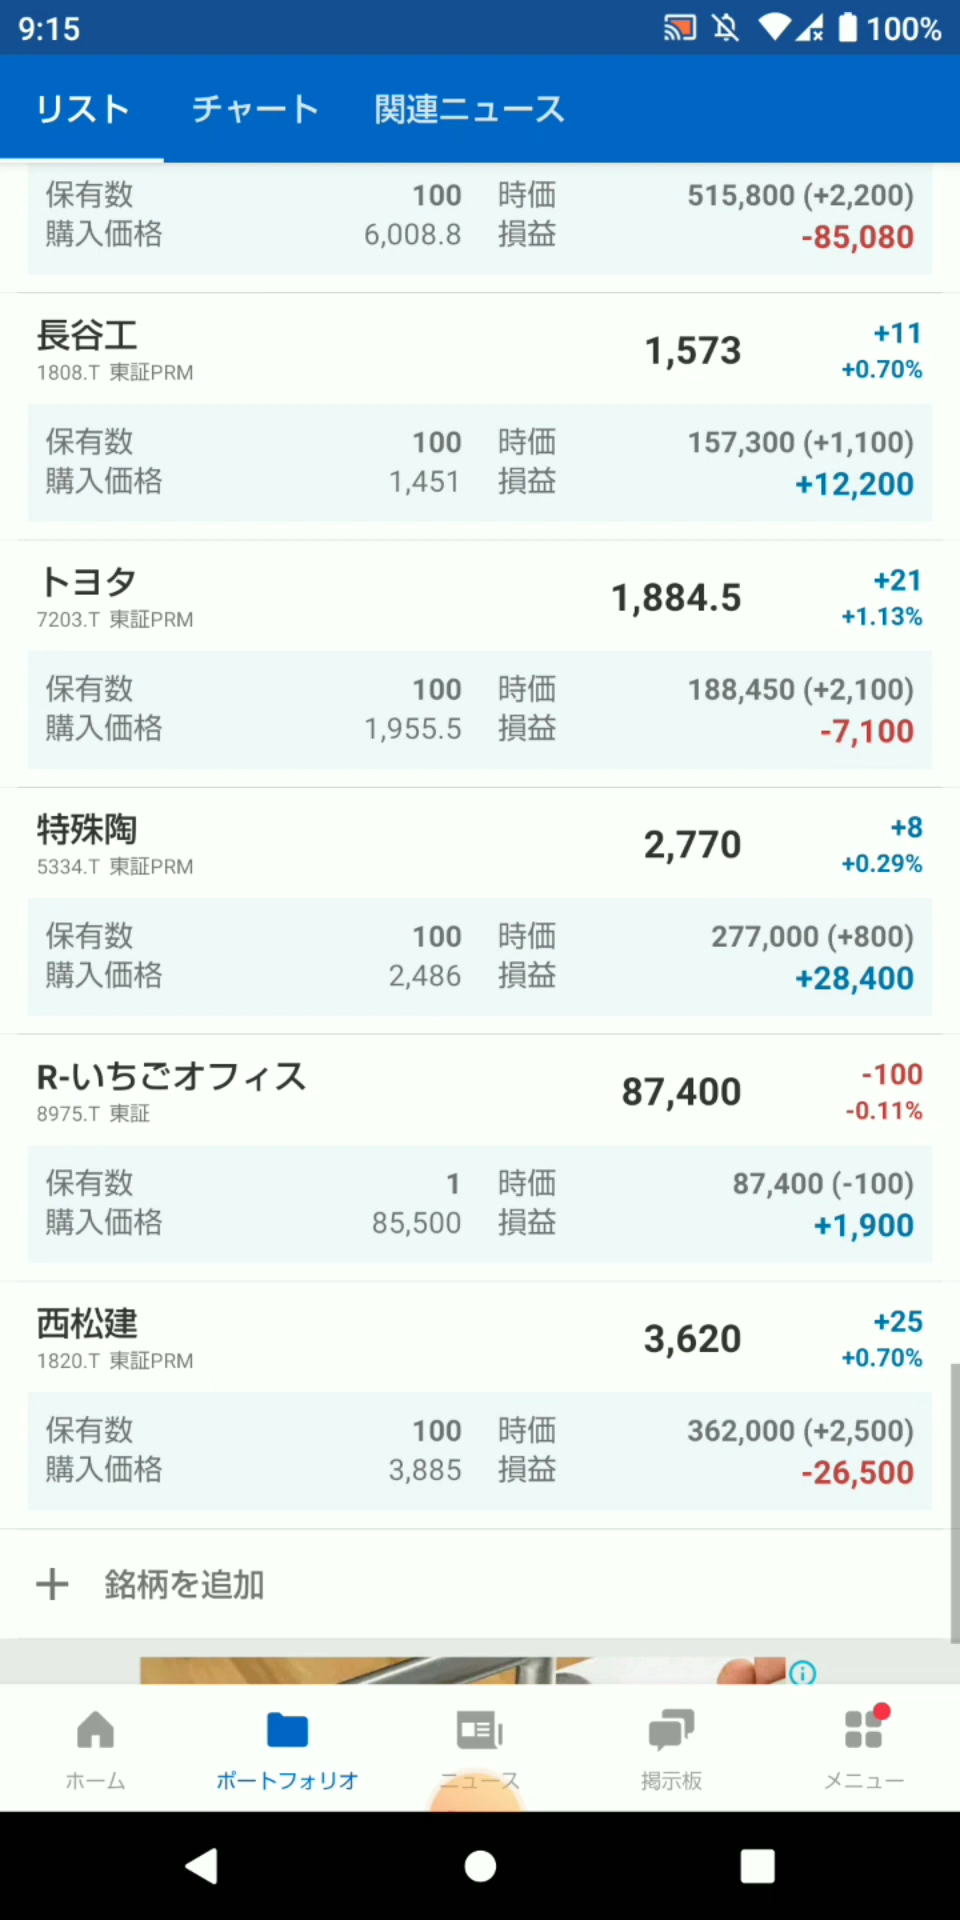 9:15 100%
リスト チャート 関連ニュース
保有数 100 時価 515,800 (+2,200)
購入価格 6,008.8 損益 -85,080
長谷工 1,573 +11
1808.T 東証PRM +0.70%
保有数 100 時価 157,300 (+1,100)
購入価格 1,451 損益 +12,200
トヨタ 1,884.5 +21
7203.T 東証PRM +1.13%
保有数 100 時価 188,450 (+2,100)
購入価格 1,955.5 損益 -7,100
特殊陶 2,770 +8
5334.T 東証PRM +0.29%
保有数 100 時価 277,000 (+800)
購入価格 2,486 損益 +28,400
R-いちごオフィス 87,400 -100
8975.T 東証 -0.11%
保有数 1 時価 87,400 (-100)
購入価格 85,500 損益 +1,900
西松建 3,620 +25
1820.T 東証PRM +0.70%
保有数 100 時価 362,000 (+2,500)
購入価格 3,885 損益 -26,500
+ 銘柄を追加
ホーム ポートフォリオ ニュース 掲示板 メニュー